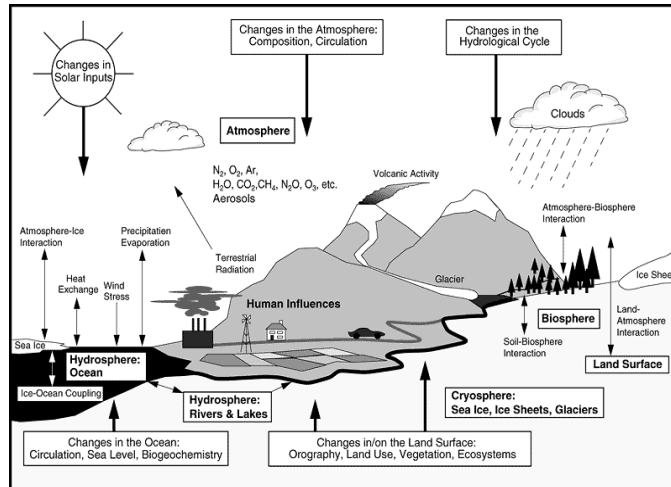 Changes in
Solar Inputs
Changes in the Atmosphere:
Composition, Circulation
Changes in the
Hydrological Cycle
Clouds
Atmosphere
N₂, O₂, Ar,
H₂O, CO₂,CH₄, N₂O, O₃, etc.
Aerosols
Volcanic Activity
Atmosphere-Biosphere
Interaction
Atmosphere-Ice
Interaction
Precipitation
Evaporation
Terrestrial
Radiation
Heat
Exchange
Wind
Stress
Human Influences
Glacier
Ice Sheet
Land-
Atmosphere
Interaction
Biosphere
Soil-Biosphere
Interaction
Land Surface
Sea Ice
Hydrosphere:
Ocean
Ice-Ocean Coupling
Hydrosphere:
Rivers & Lakes
Cryosphere:
Sea Ice, Ice Sheets, Glaciers
Changes in the Ocean:
Circulation, Sea Level, Biogeochemistry
Changes in/on the Land Surface:
Orography, Land Use, Vegetation, Ecosystems